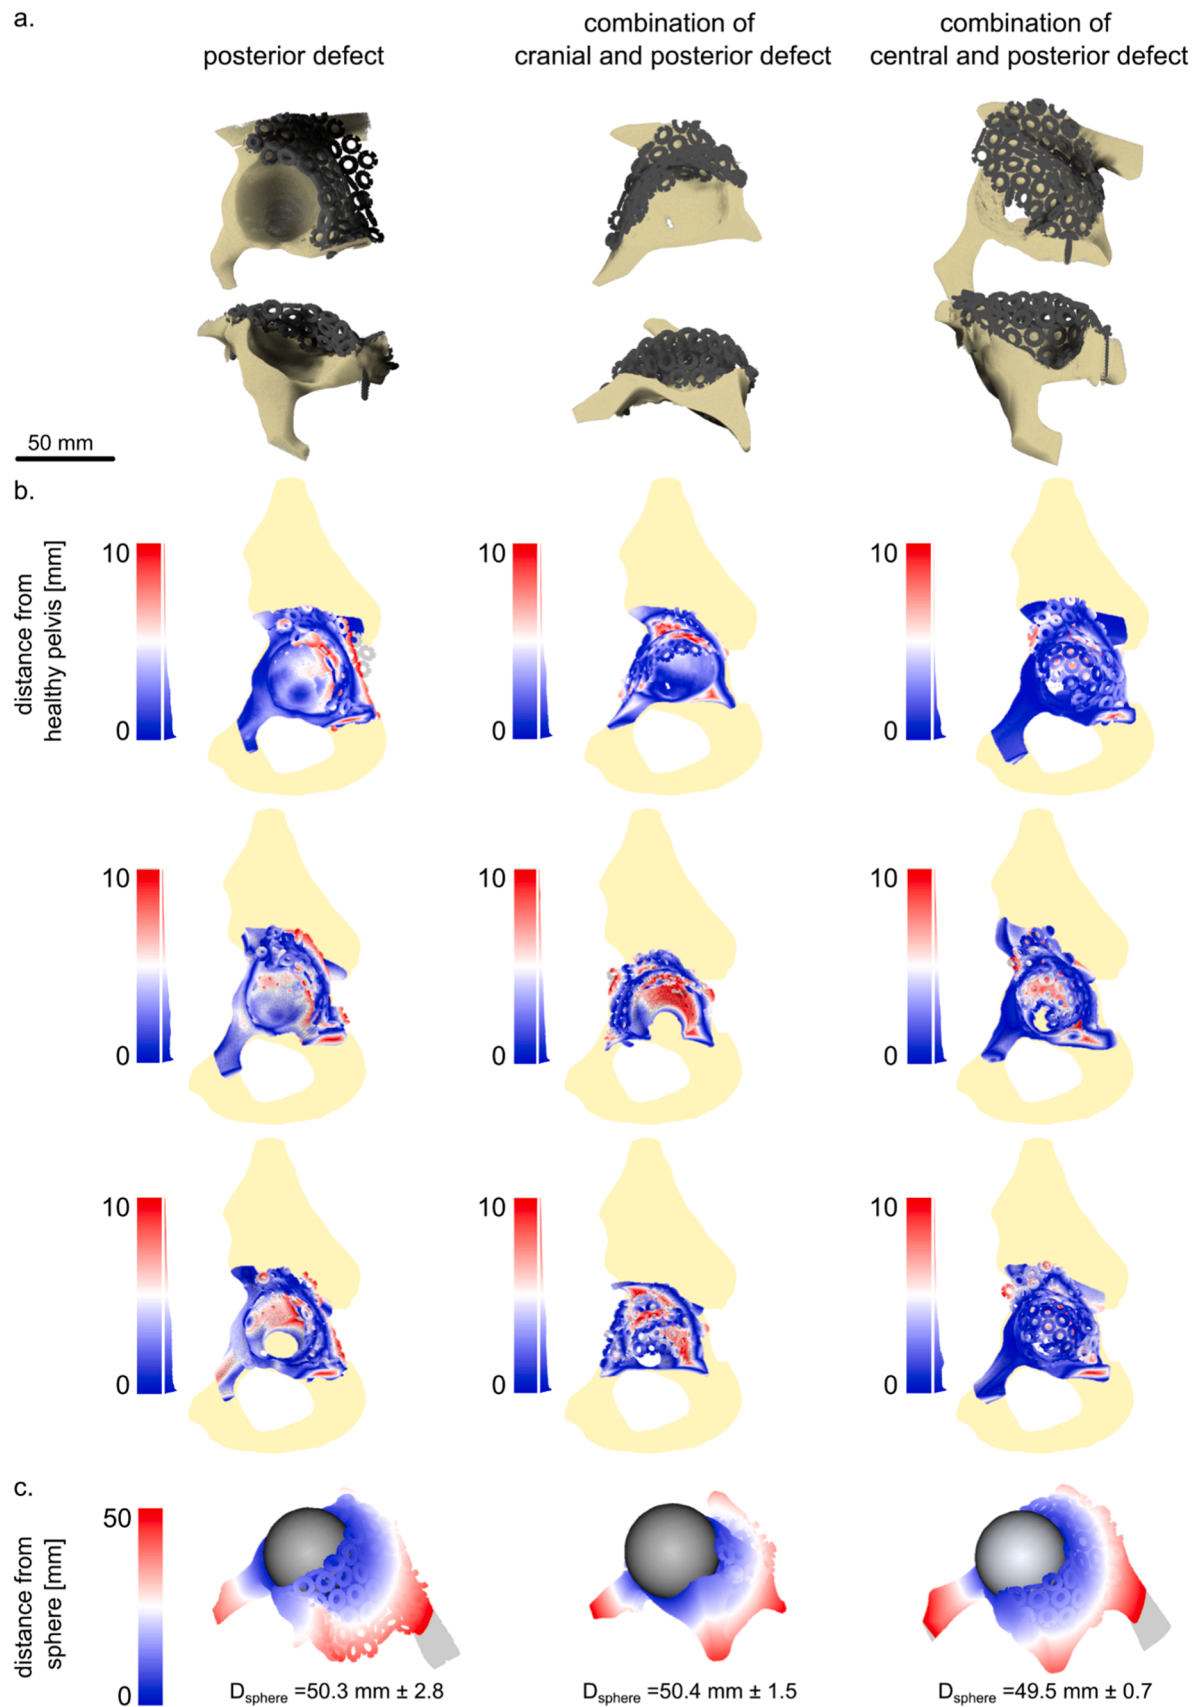 a.
posterior defect
combination of
cranial and posterior defect
combination of
central and posterior defect
50 mm
b.
distance from
healthy pelvis [mm]
10
0
10
0
10
0
10
0
10
0
10
0
10
0
10
0
10
0
c.
distance from
sphere [mm]
50
0
Dsphere =50.3 mm ± 2.8
Dsphere =50.4 mm ± 1.5
Dsphere =49.5 mm ± 0.7